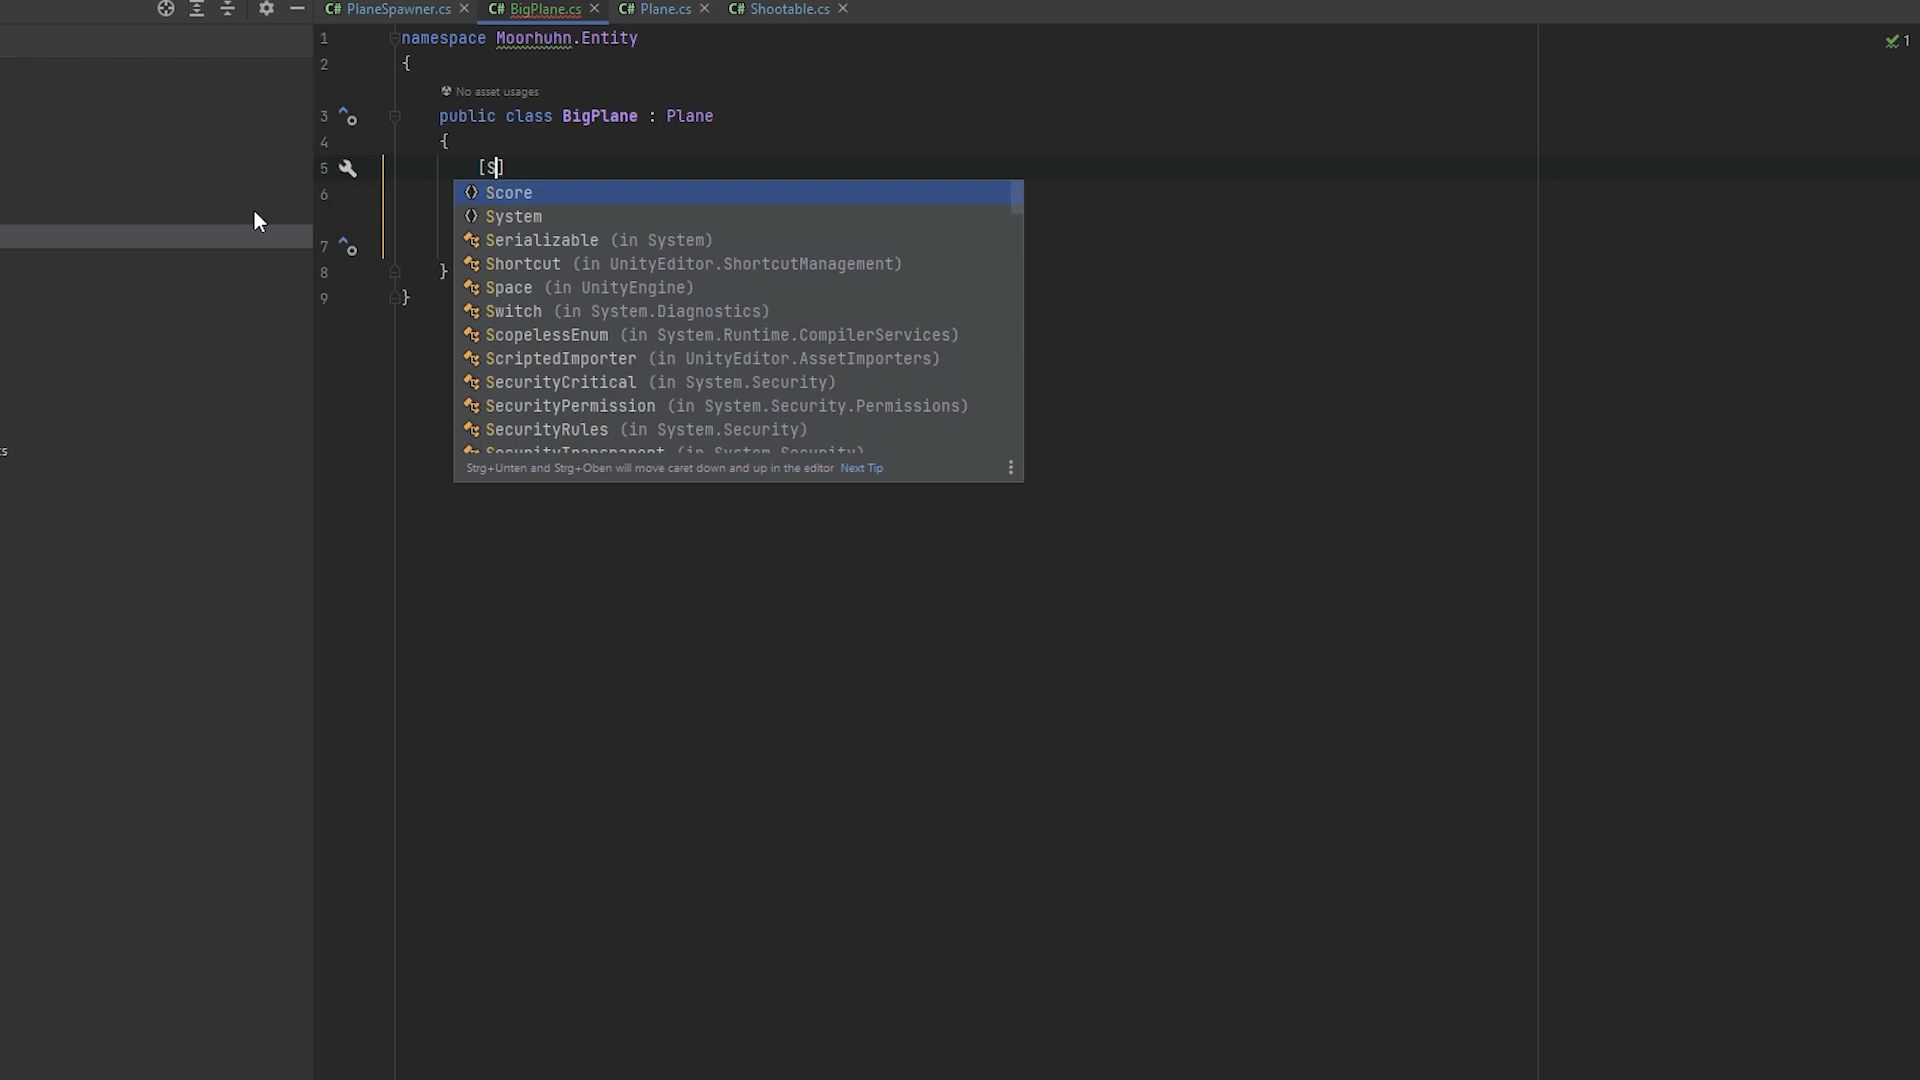 C# PlaneSpawner.cs C# BigPlane.cs C# Plane.cs C# Shootable.cs
1 namespace Moorhuhn.Entity
1
2 {
No asset usages
3 public class BigPlane : Plane
4 {
5 [S]
6
Score
System
Serializable (in System)
7
Shortcut (in UnityEditor.ShortcutManagement)
8 }
Space (in UnityEngine)
9 }
Switch (in System.Diagnostics)
ScopelessEnum (in System.Runtime.CompilerServices)
ScriptedImporter (in UnityEditor.AssetImporters)
SecurityCritical (in System.Security)
SecurityPermission (in System.Security.Permissions)
SecurityRules (in System.Security)
SecurityTransparent (in System.Security)
Strg+Unten and Strg+Oben will move caret down and up in the editor Next Tip